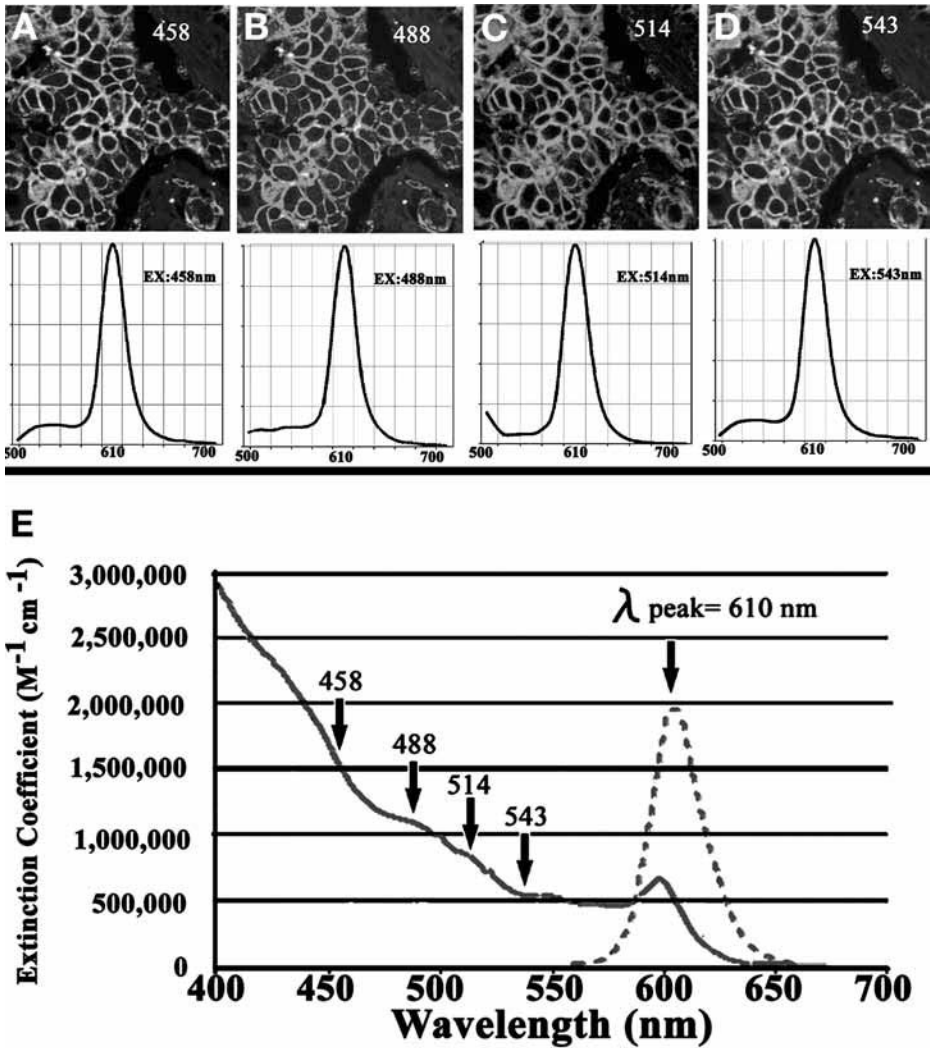 A 458
B 488
C 514
D 543
EX:458nm
EX:488nm
EX:514nm
EX:543nm
500 610 700
500 610 700
500 610 700
500 610 700
E
Extinction Coefficient (M⁻¹ cm⁻¹)
3,000,000
2,500,000
2,000,000
1,500,000
1,000,000
500,000
0
λ peak= 610 nm
458
488
514
543
400 450 500 550 600 650 700
Wavelength (nm)